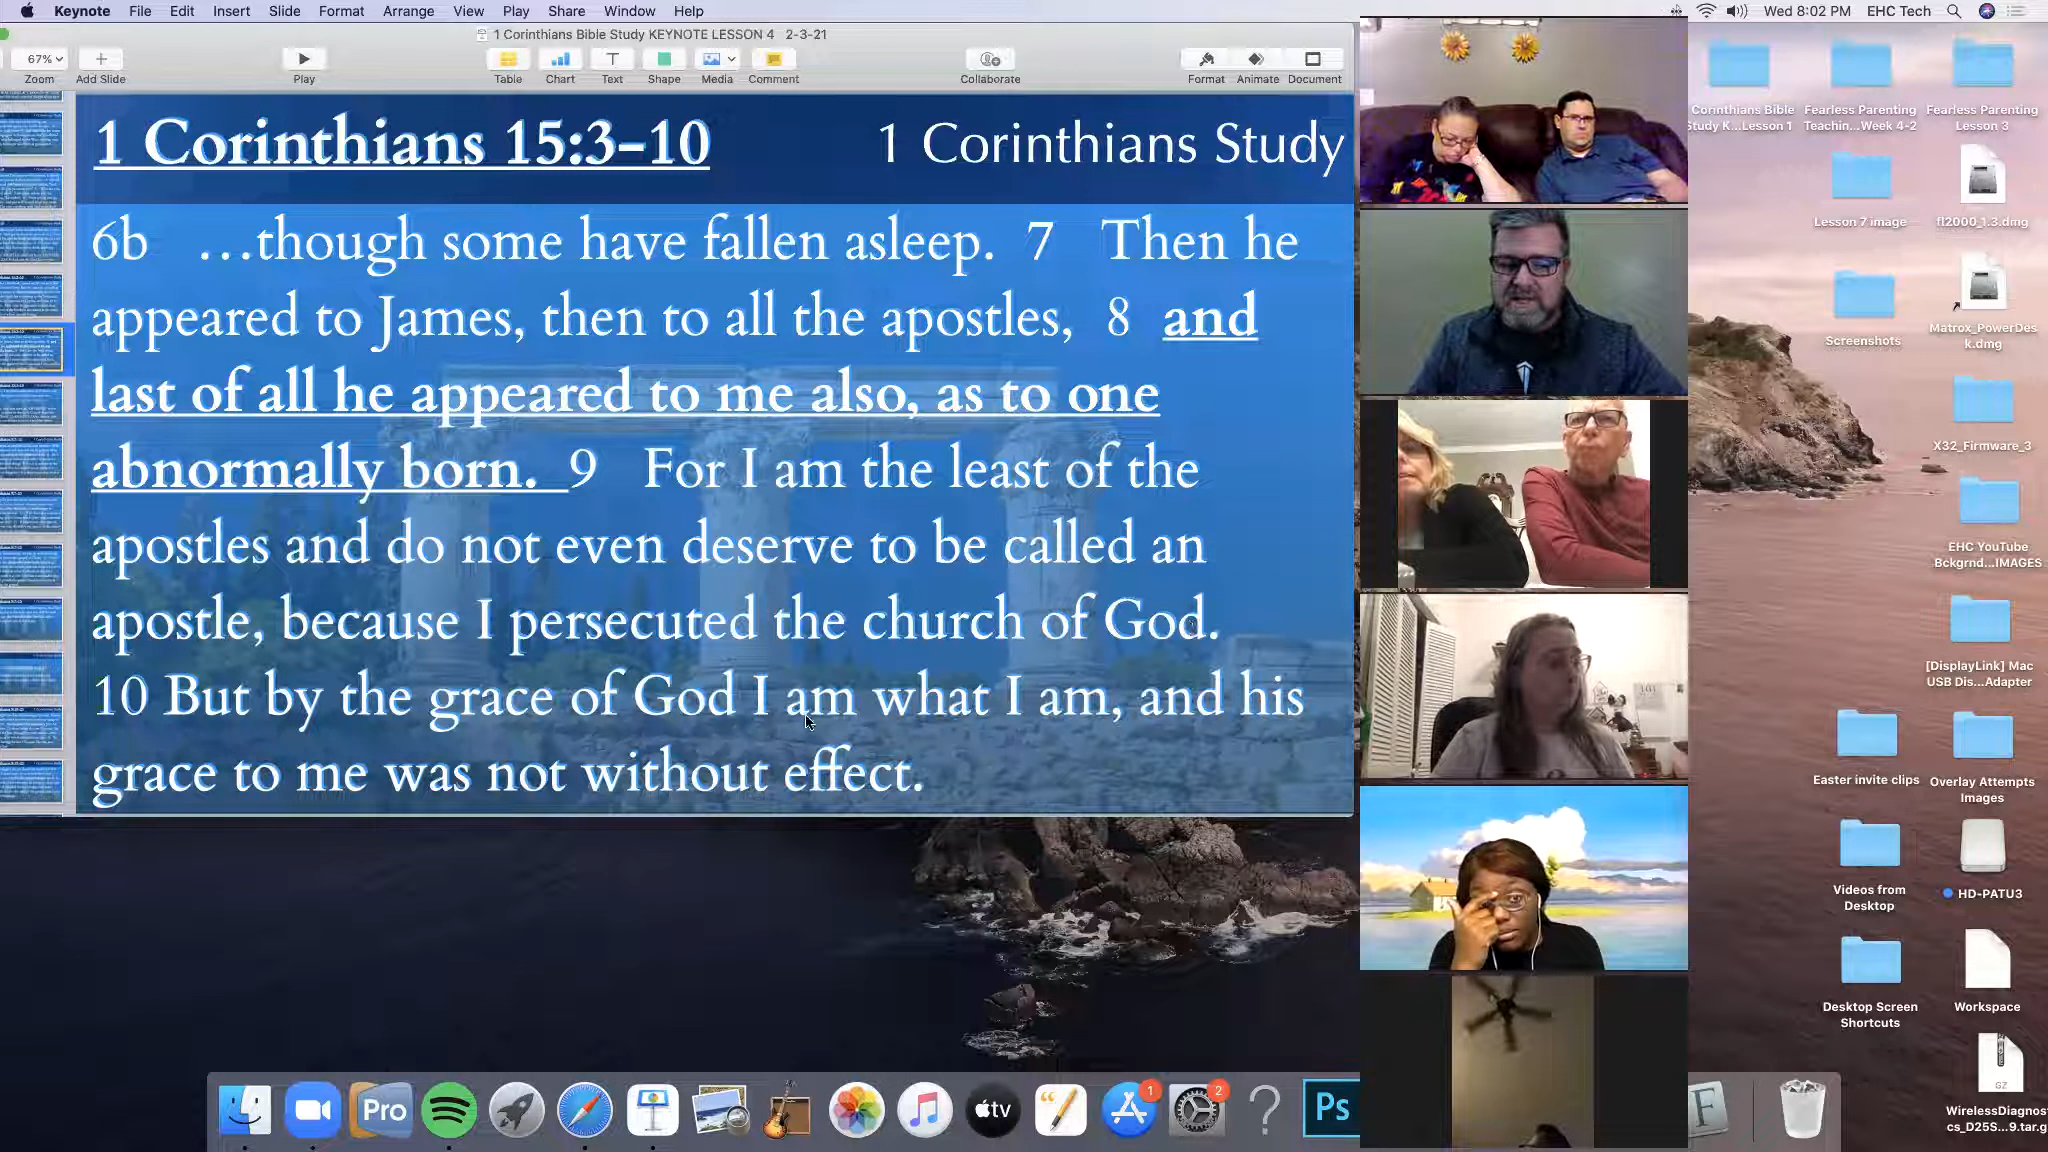 Keynote File Edit Insert Slide Format Arrange View Play Share Window Help
Wed 8:02 PM EHC Tech
1 Corinthians Bible Study KEYNOTE LESSON 4 2-3-21
67%
Zoom Add Slide Play Table Chart Text Shape Media Comment Collaborate Format Animate Document
1 Corinthians 15:3-10 1 Corinthians Study
6b …though some have fallen asleep. 7 Then he
appeared to James, then to all the apostles, 8 and
last of all he appeared to me also, as to one
abnormally born. 9 For I am the least of the
apostles and do not even deserve to be called an
apostle, because I persecuted the church of God.
10 But by the grace of God I am what I am, and his
grace to me was not without effect.
Corinthians Bible
Study K...Lesson 1
Fearless Parenting
Teachin...Week 4-2
Fearless Parenting
Lesson 3
Lesson 7 image
fl2000_1.3.dmg
Screenshots
Matrox_PowerDes
k.dmg
X32_Firmware_3
EHC YouTube
Bckgrnd...IMAGES
[DisplayLink] Mac
USB Dis...Adapter
Easter invite clips
Overlay Attempts
Images
Videos from
Desktop
HD-PATU3
Desktop Screen
Shortcuts
Workspace
GZ
WirelessDiagnos
cs_D25S...9.tar.g
Pro
tv
1
2
?
Ps
F